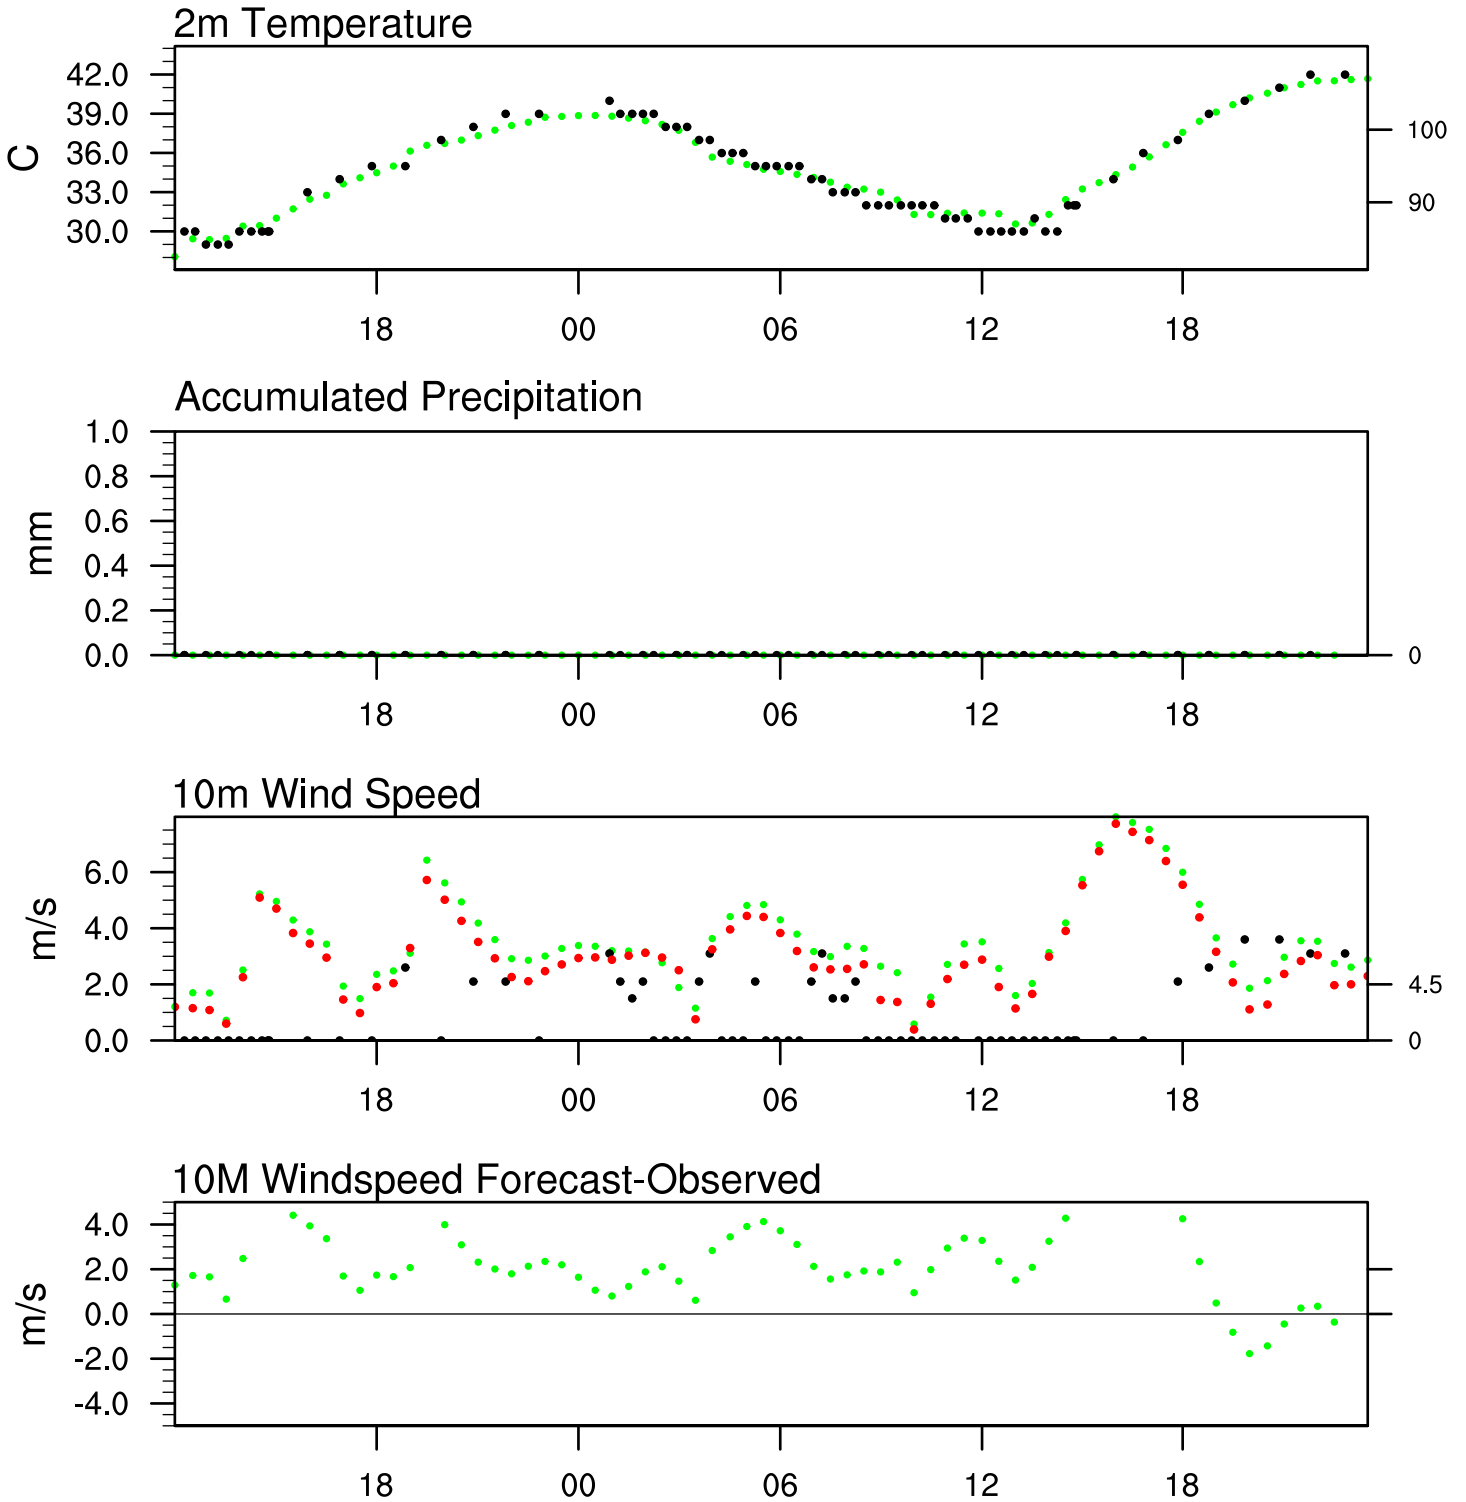 2m Temperature
42.0
39.0
36.0
33.0
30.0
C
100
90
18 00 06 12 18
Accumulated Precipitation
1.0
0.8
0.6
0.4
0.2
0.0
mm
0
18 00 06 12 18
10m Wind Speed
6.0
4.0
2.0
0.0
m/s
4.5
0
18 00 06 12 18
10M Windspeed Forecast-Observed
4.0
2.0
0.0
-2.0
-4.0
m/s
18 00 06 12 18